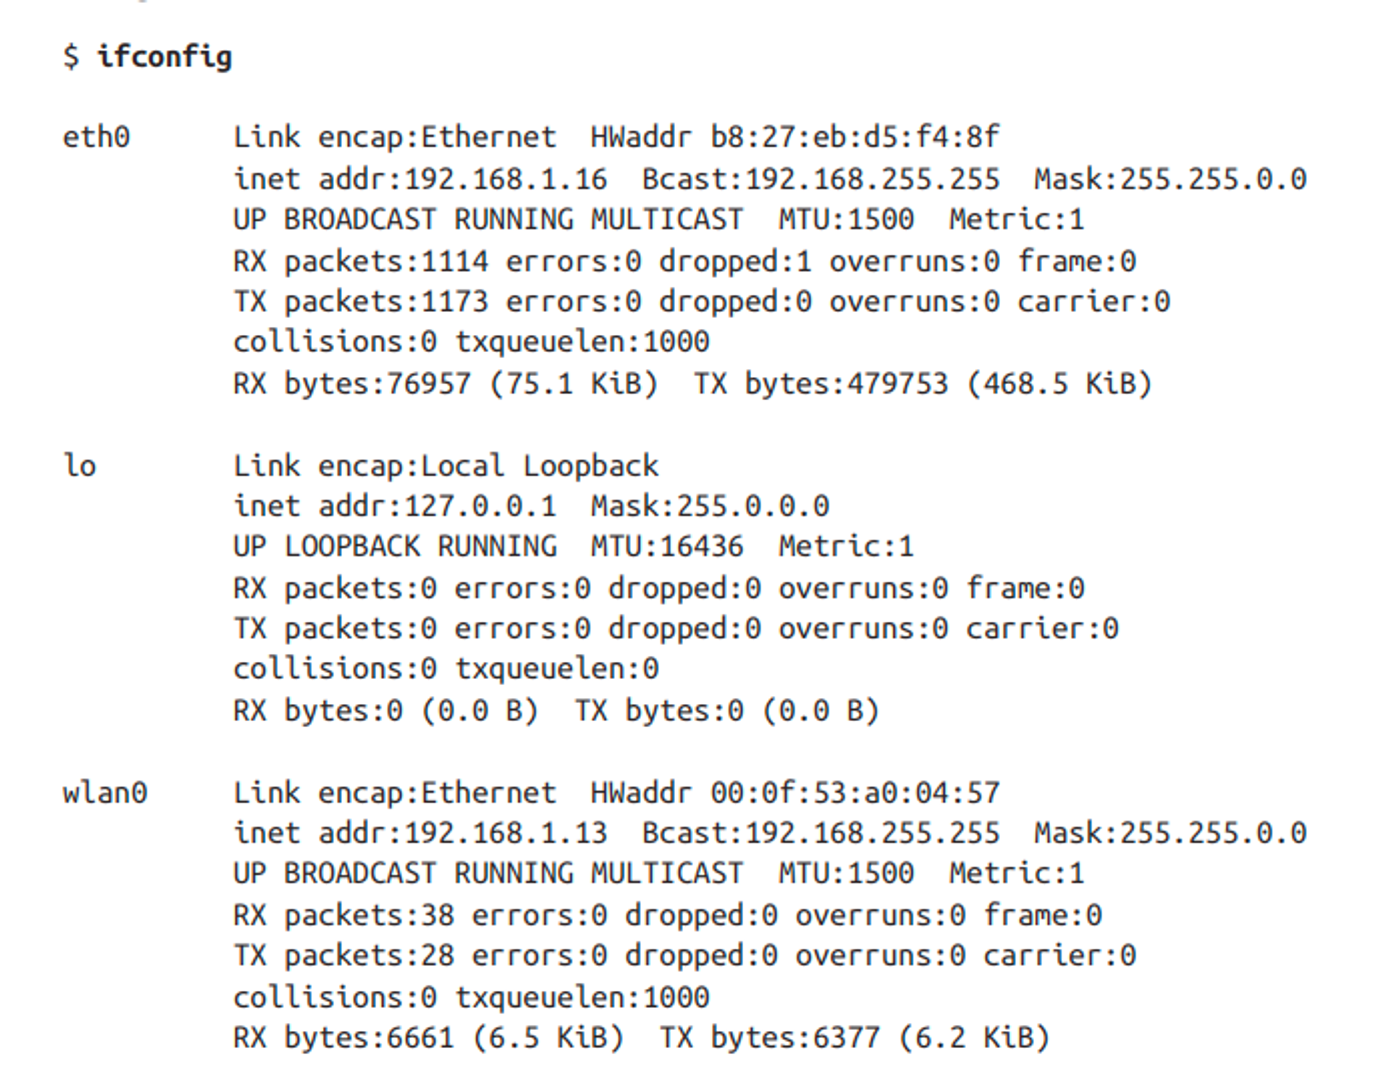 $ ifconfig
eth0 Link encap:Ethernet HWaddr b8:27:eb:d5:f4:8f
inet addr:192.168.1.16 Bcast:192.168.255.255 Mask:255.255.0.0
UP BROADCAST RUNNING MULTICAST MTU:1500 Metric:1
RX packets:1114 errors:0 dropped:1 overruns:0 frame:0
TX packets:1173 errors:0 dropped:0 overruns:0 carrier:0
collisions:0 txqueuelen:1000
RX bytes:76957 (75.1 KiB) TX bytes:479753 (468.5 KiB)
lo Link encap:Local Loopback
inet addr:127.0.0.1 Mask:255.0.0.0
UP LOOPBACK RUNNING MTU:16436 Metric:1
RX packets:0 errors:0 dropped:0 overruns:0 frame:0
TX packets:0 errors:0 dropped:0 overruns:0 carrier:0
collisions:0 txqueuelen:0
RX bytes:0 (0.0 B) TX bytes:0 (0.0 B)
wlan0 Link encap:Ethernet HWaddr 00:0f:53:a0:04:57
inet addr:192.168.1.13 Bcast:192.168.255.255 Mask:255.255.0.0
UP BROADCAST RUNNING MULTICAST MTU:1500 Metric:1
RX packets:38 errors:0 dropped:0 overruns:0 frame:0
TX packets:28 errors:0 dropped:0 overruns:0 carrier:0
collisions:0 txqueuelen:1000
RX bytes:6661 (6.5 KiB) TX bytes:6377 (6.2 KiB)